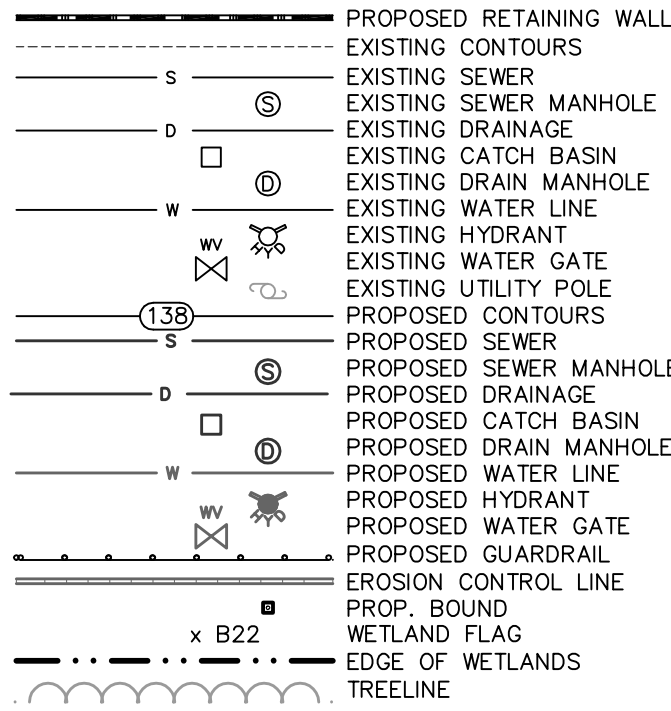 PROPOSED RETAINING WALL
EXISTING CONTOURS
S EXISTING SEWER
S EXISTING SEWER MANHOLE
D EXISTING DRAINAGE
EXISTING CATCH BASIN
D EXISTING DRAIN MANHOLE
W EXISTING WATER LINE
HYD EXISTING HYDRANT
WV EXISTING WATER GATE
EXISTING UTILITY POLE
138 PROPOSED CONTOURS
S PROPOSED SEWER
S PROPOSED SEWER MANHOLE
D PROPOSED DRAINAGE
PROPOSED CATCH BASIN
D PROPOSED DRAIN MANHOLE
W PROPOSED WATER LINE
HYD PROPOSED HYDRANT
WV PROPOSED WATER GATE
PROPOSED GUARDRAIL
EROSION CONTROL LINE
PROP. BOUND
x B22 WETLAND FLAG
EDGE OF WETLANDS
TREELINE